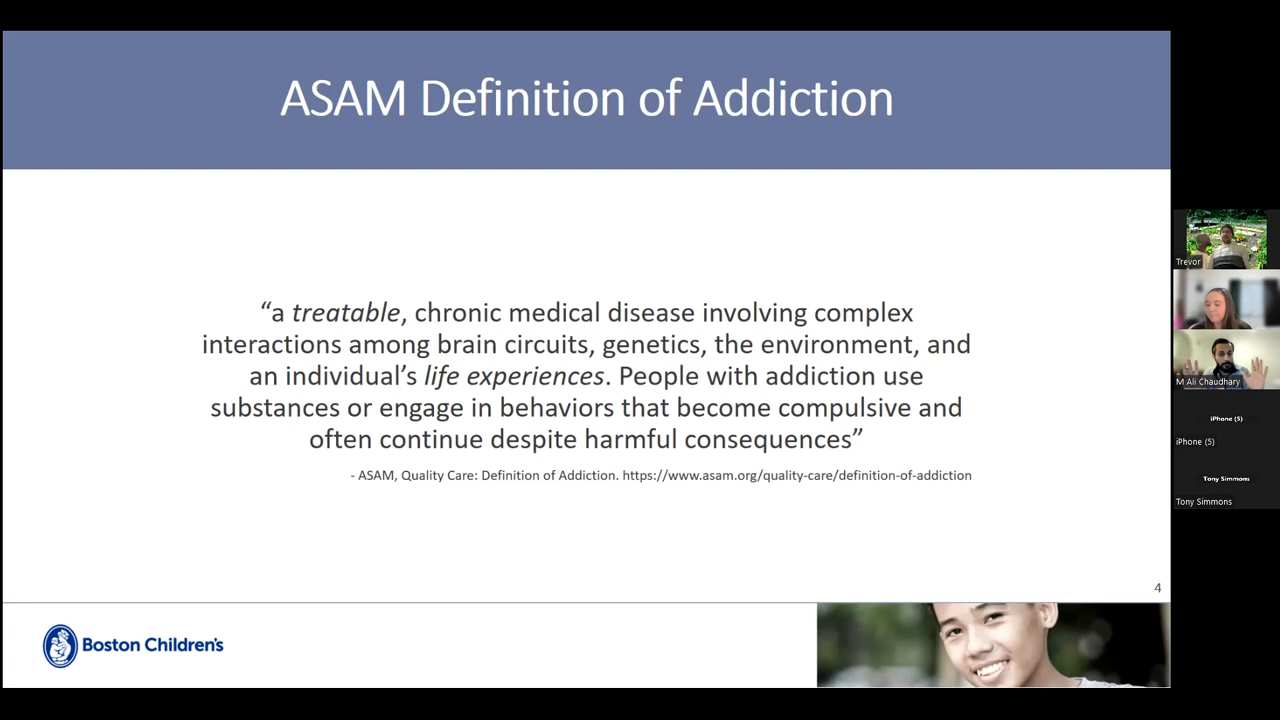 ASAM Definition of Addiction
“a treatable, chronic medical disease involving complex
interactions among brain circuits, genetics, the environment, and
an individual’s life experiences. People with addiction use
substances or engage in behaviors that become compulsive and
often continue despite harmful consequences”
- ASAM, Quality Care: Definition of Addiction. https://www.asam.org/quality-care/definition-of-addiction
4
Boston Children's
Trevor
M Ali Chaudhary
iPhone (5)
iPhone (5)
Tony Simmons
Tony Simmons